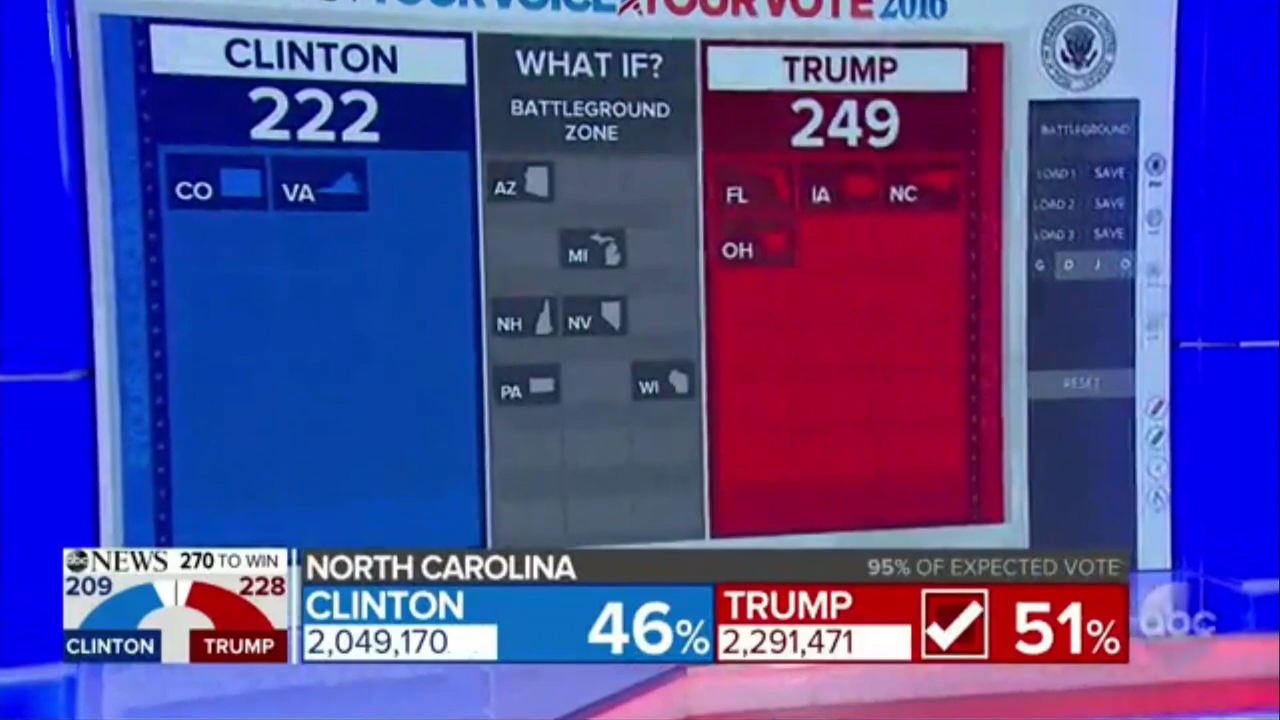 YOUR VOICE YOUR VOTE 2016
CLINTON
222
CO
VA
WHAT IF?
BATTLEGROUND
ZONE
AZ
MI
NH
NV
PA
WI
TRUMP
249
FL
IA
NC
OH
BATTLEGROUND
LOAD 1 SAVE
LOAD 2 SAVE
LOAD 3 SAVE
G D J O
RESET
abc NEWS 270 TO WIN
209
228
CLINTON
TRUMP
NORTH CAROLINA
95% OF EXPECTED VOTE
CLINTON
2,049,170
46%
TRUMP
2,291,471
51%
abc